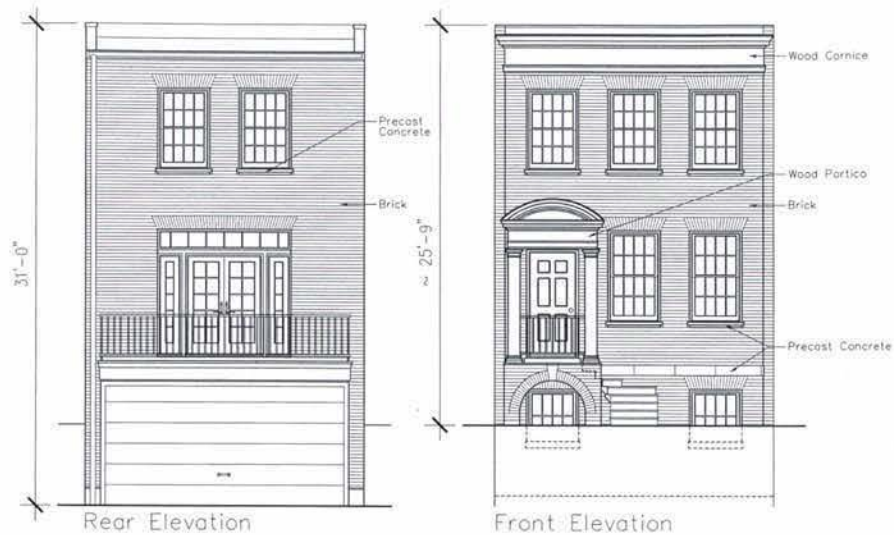 31'-0"
Precast
Concrete
Brick
Rear Elevation
± 25'-9"
Wood Cornice
Wood Portico
Brick
Precast Concrete
Front Elevation